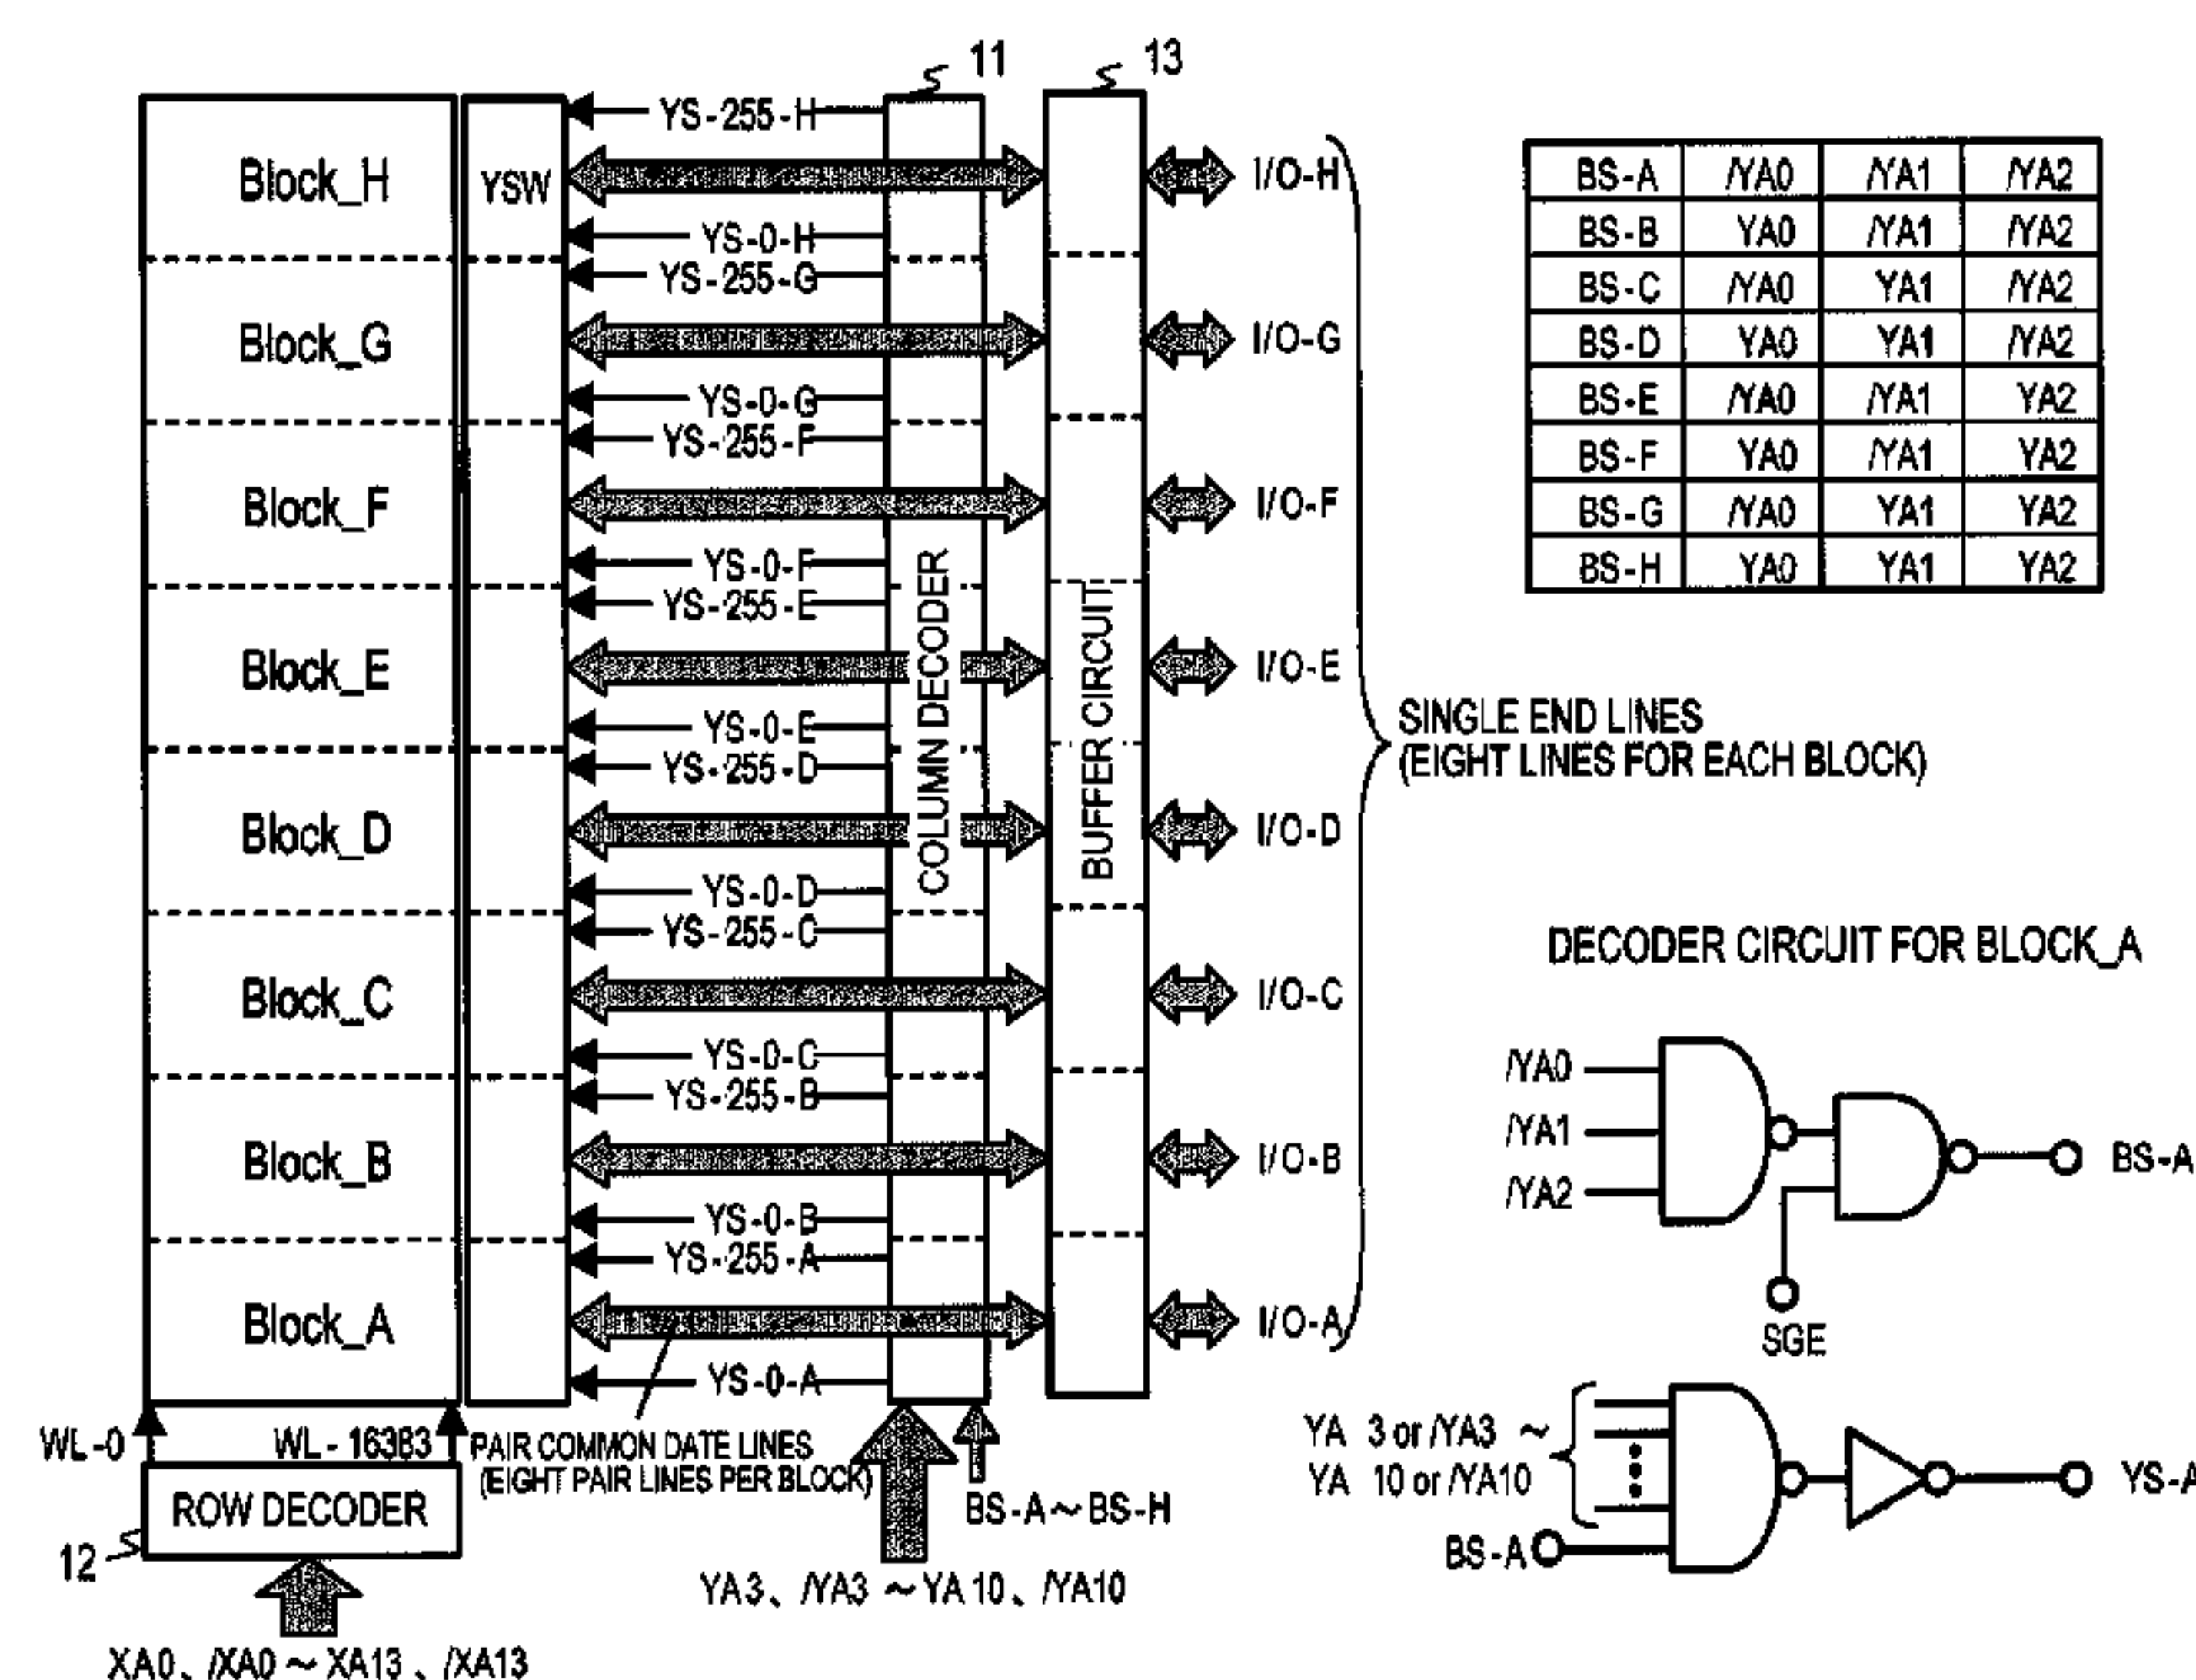 11
13
YS-255-H
Block_H
YSW
I/O-H
YS-0-H
YS-255-G
Block_G
I/O-G
YS-0-G
YS-255-F
Block_F
I/O-F
YS-0-F
YS-255-E
Block_E
I/O-E
YS-0-E
YS-255-D
Block_D
I/O-D
YS-0-D
YS-255-C
Block_C
I/O-C
YS-0-C
YS-255-B
Block_B
I/O-B
YS-0-B
YS-255-A
Block_A
I/O-A
YS-0-A
COLUMN DECODER
BUFFER CIRCUIT
SINGLE END LINES
(EIGHT LINES FOR EACH BLOCK)
WL-0
WL-16383
PAIR COMMON DATE LINES
(EIGHT PAIR LINES PER BLOCK)
ROW DECODER
12
BS-A～BS-H
YA3、/YA3 ～ YA10、/YA10
XA0、/XA0 ～ XA13、/XA13
BS-A /YA0 /YA1 /YA2
BS-B YA0 /YA1 /YA2
BS-C /YA0 YA1 /YA2
BS-D YA0 YA1 /YA2
BS-E /YA0 /YA1 YA2
BS-F YA0 /YA1 YA2
BS-G /YA0 YA1 YA2
BS-H YA0 YA1 YA2
DECODER CIRCUIT FOR BLOCK_A
/YA0
/YA1
/YA2
BS-A
SGE
YA 3 or /YA3 ～
YA 10 or /YA10
BS-A
YS-A